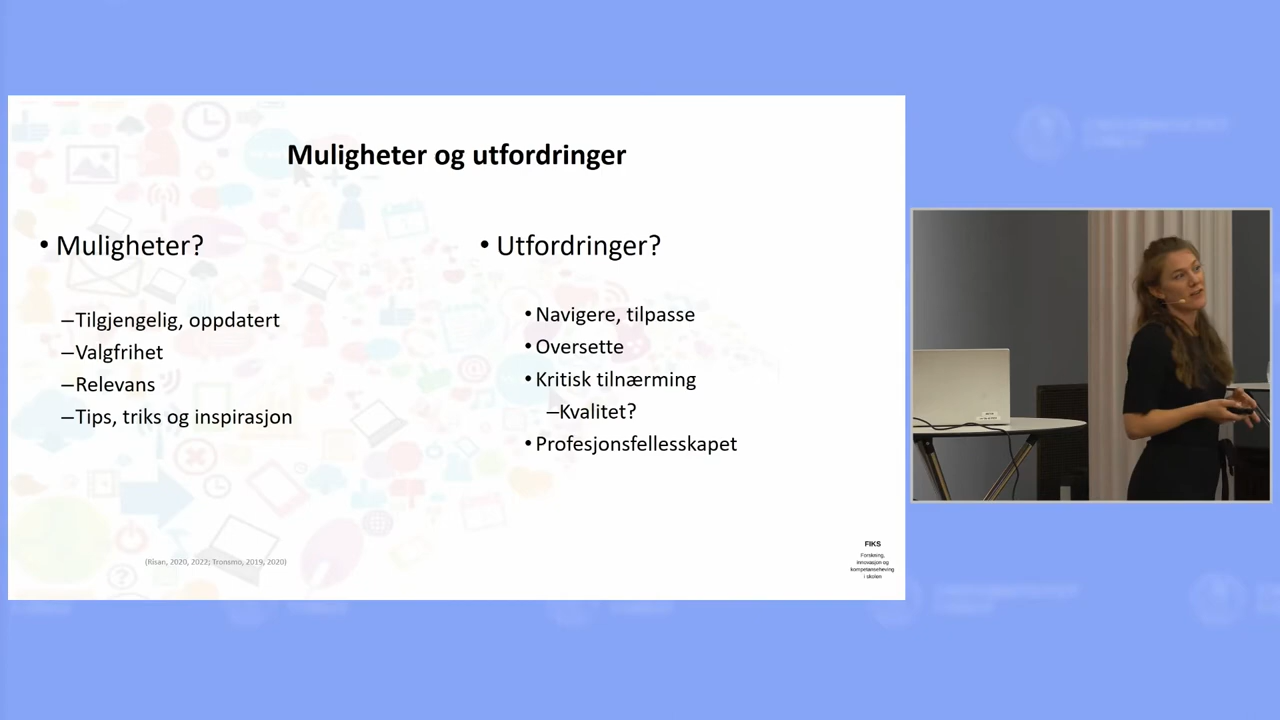 Muligheter og utfordringer
• Muligheter?
–Tilgjengelig, oppdatert
–Valgfrihet
–Relevans
–Tips, triks og inspirasjon
• Utfordringer?
• Navigere, tilpasse
• Oversette
• Kritisk tilnærming
–Kvalitet?
• Profesjonsfellesskapet
(Risan, 2020, 2022; Tronsmo, 2019, 2020)
FIKS
Forskning,
innovasjon og
kompetanseheving
i skolen